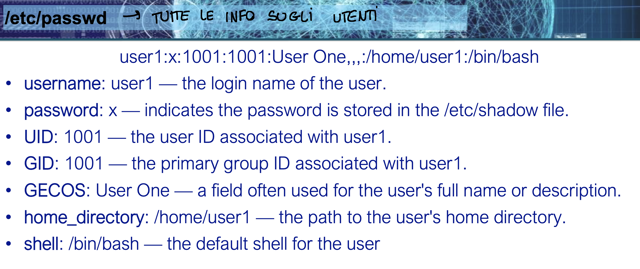 /etc/passwd → TUTTE LE INFO SUGLI UTENTI
user1:x:1001:1001:User One,,,:/home/user1:/bin/bash
• username: user1 — the login name of the user.
• password: x — indicates the password is stored in the /etc/shadow file.
• UID: 1001 — the user ID associated with user1.
• GID: 1001 — the primary group ID associated with user1.
• GECOS: User One — a field often used for the user's full name or description.
• home_directory: /home/user1 — the path to the user's home directory.
• shell: /bin/bash — the default shell for the user